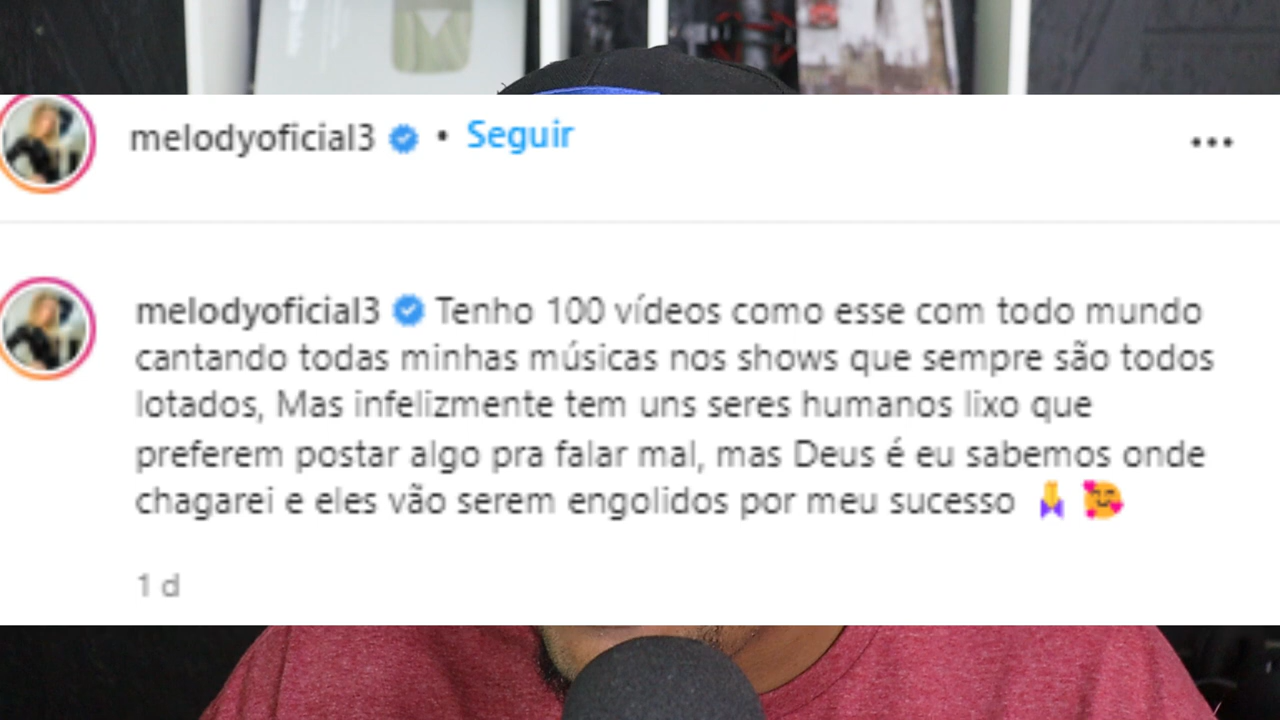 melodyoficial3 • Seguir
melodyoficial3 Tenho 100 vídeos como esse com todo mundo
cantando todas minhas músicas nos shows que sempre são todos
lotados, Mas infelizmente tem uns seres humanos lixo que
preferem postar algo pra falar mal, mas Deus é eu sabemos onde
chagarei e eles vão serem engolidos por meu sucesso 🙏 🥰
1 d